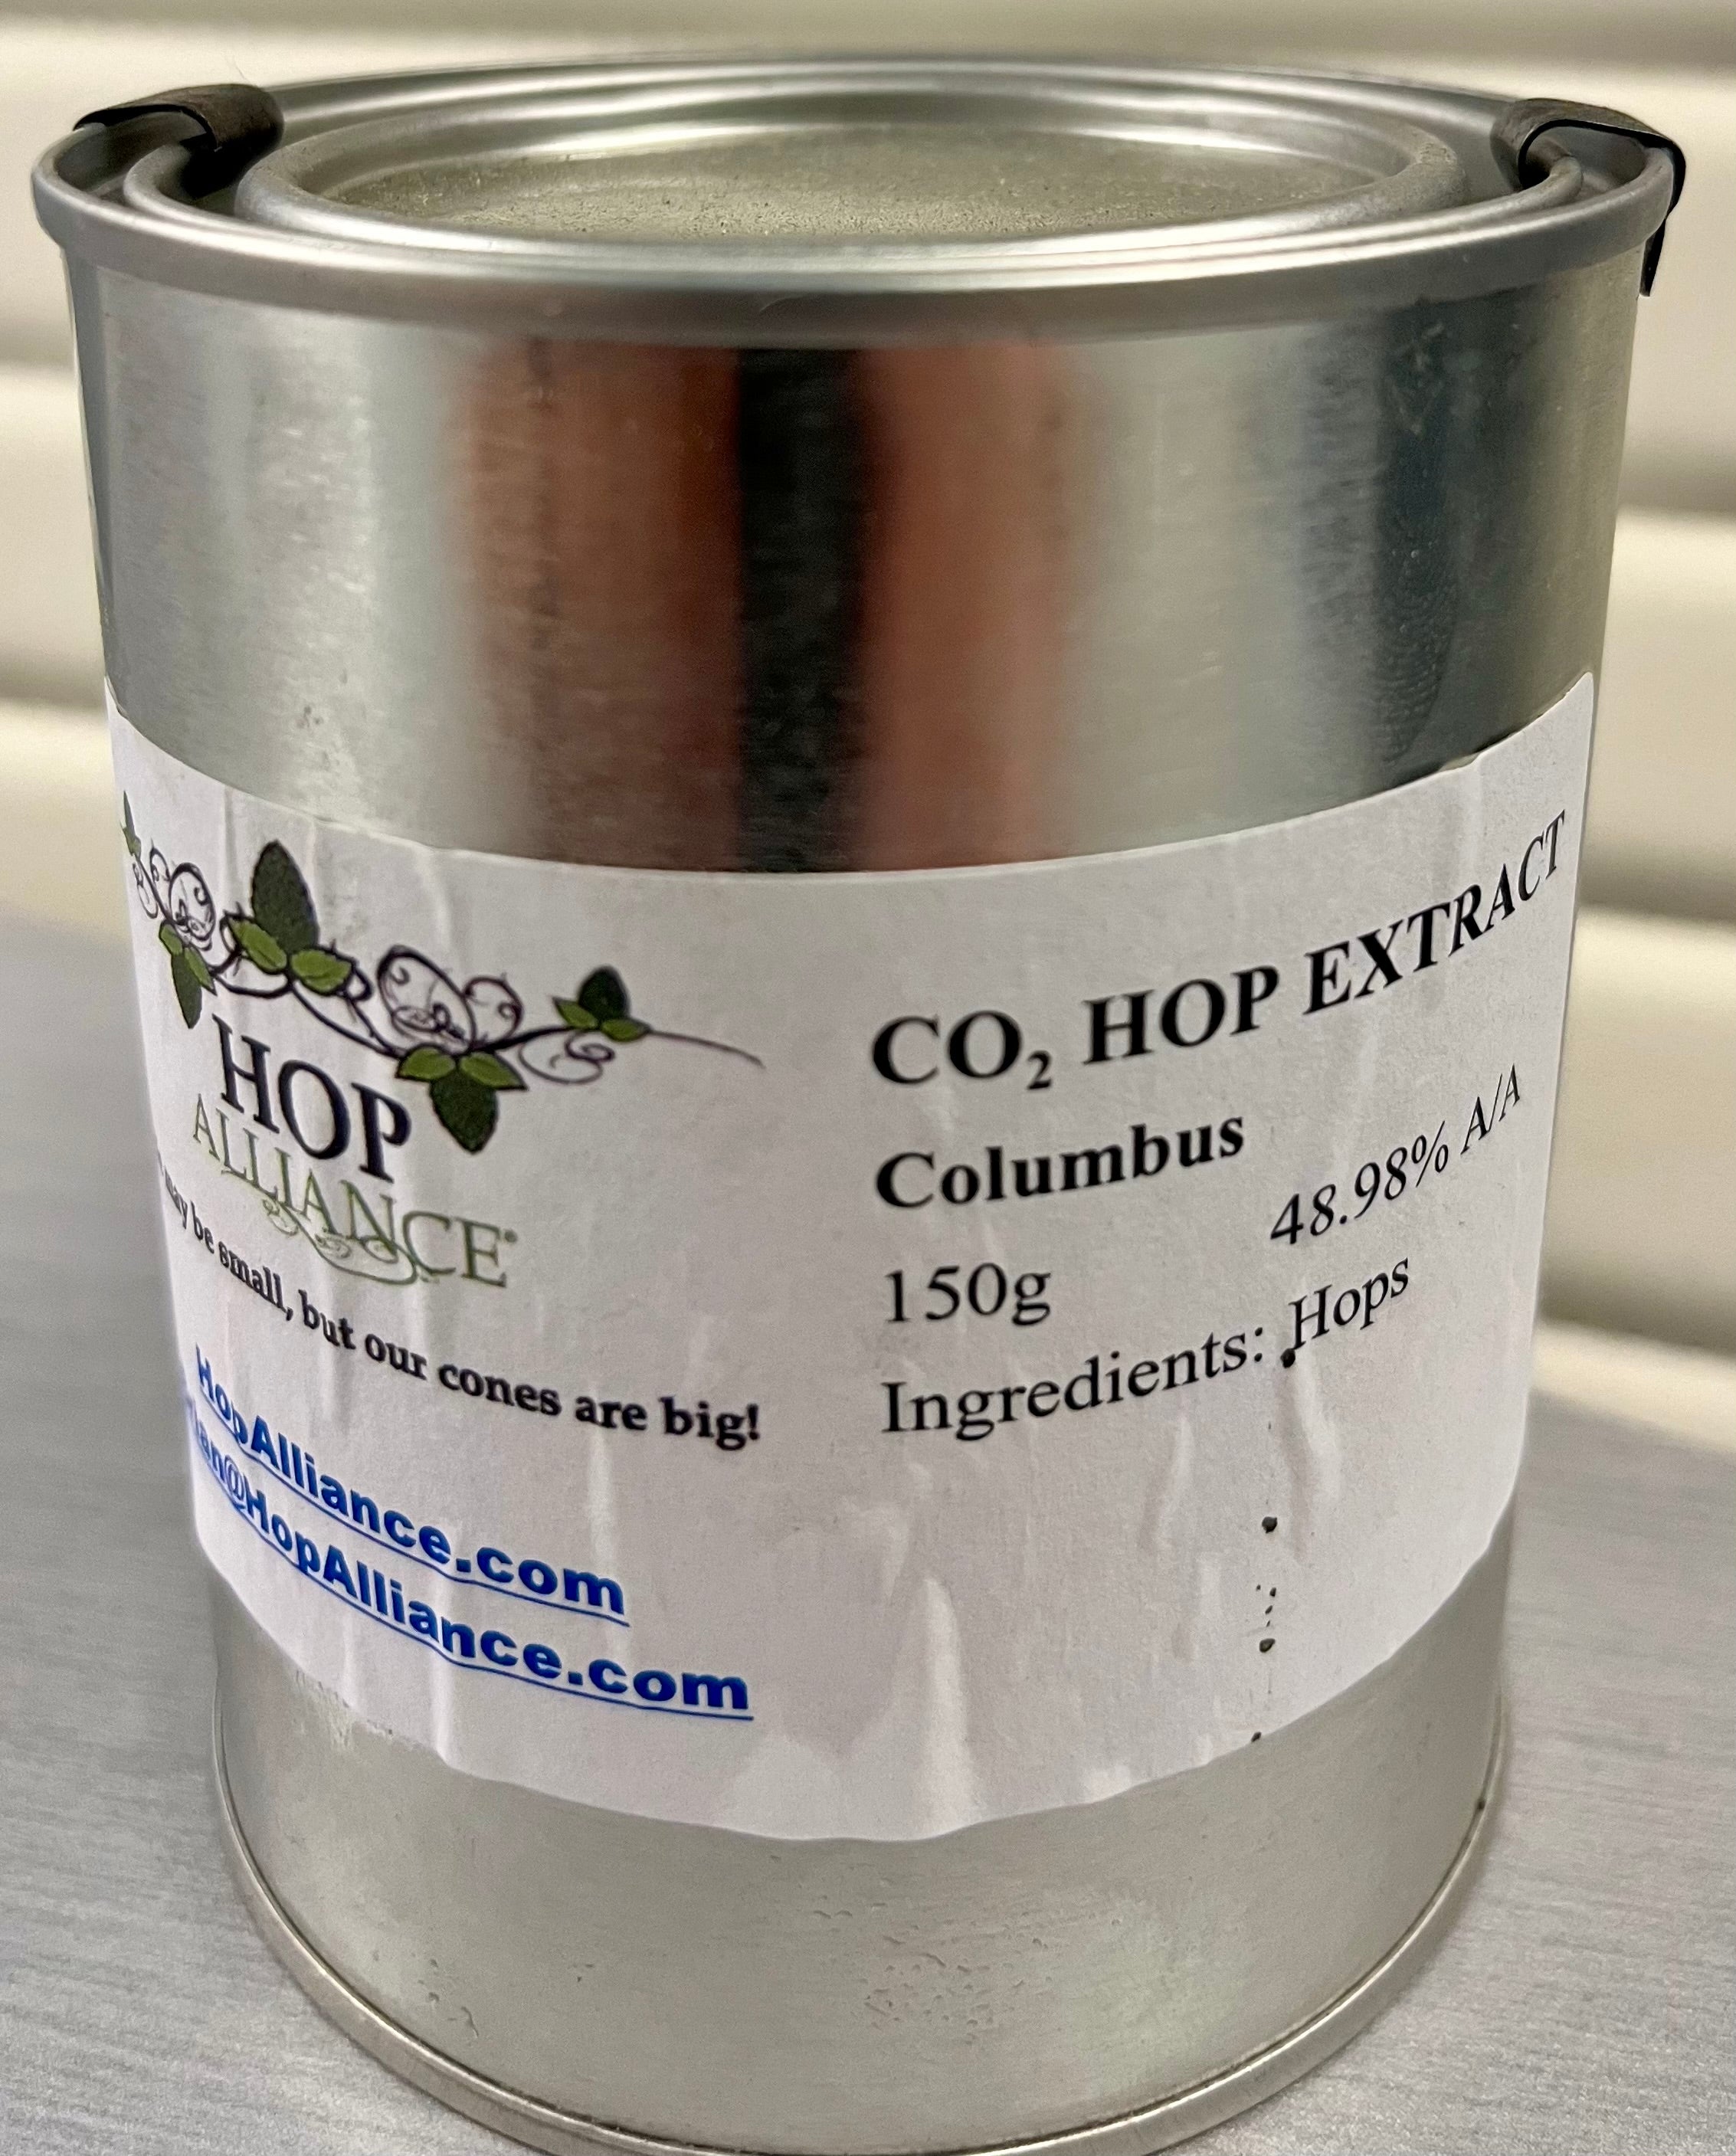 HOP
ALLIANCE®
may be small, but our cones are big!
HopAlliance.com
@HopAlliance.com
CO₂ HOP EXTRACT
Columbus
150g 48.98% A/A
Ingredients: Hops